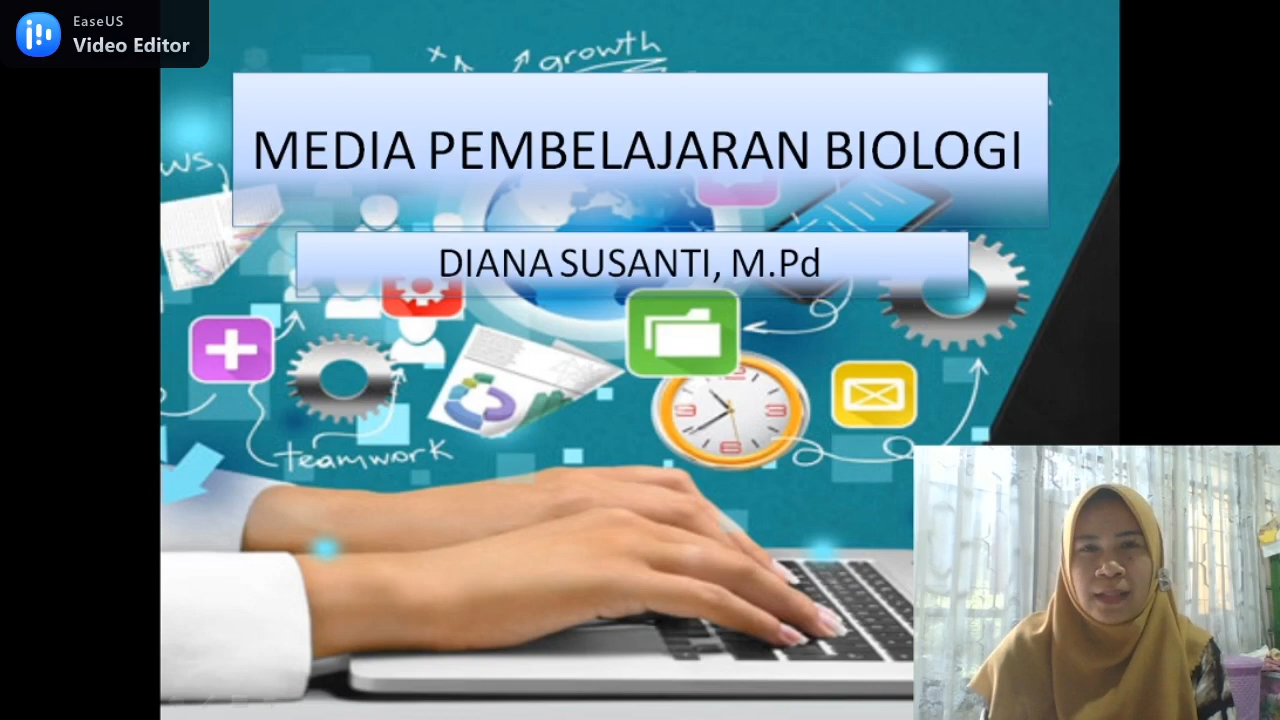 EaseUS
Video Editor
growth
MEDIA PEMBELAJARAN BIOLOGI
DIANA SUSANTI, M.Pd
teamwork